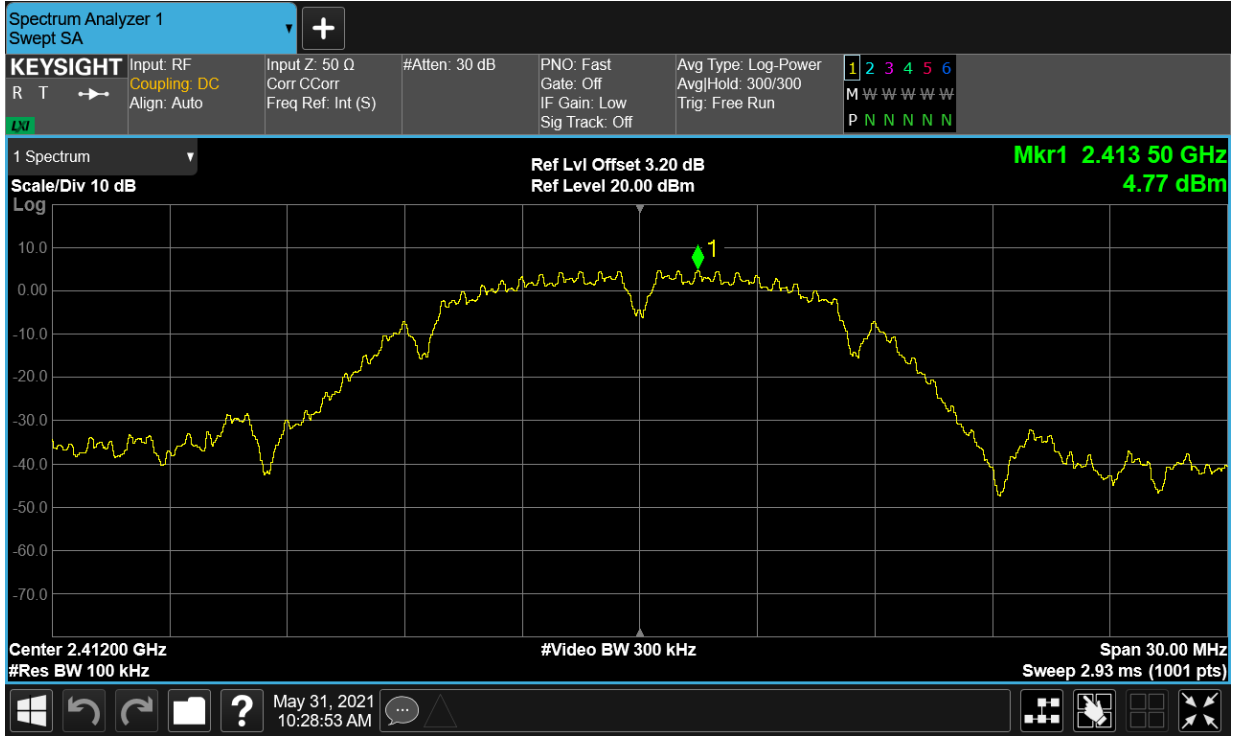 Spectrum Analyzer 1
Swept SA
KEYSIGHT
R T
LXI
Input: RF
Coupling: DC
Align: Auto
Input Z: 50 Ω
Corr CCorr
Freq Ref: Int (S)
#Atten: 30 dB
PNO: Fast
Gate: Off
IF Gain: Low
Sig Track: Off
Avg Type: Log-Power
Avg|Hold: 300/300
Trig: Free Run
1 2 3 4 5 6
M W W W W W
P N N N N N N
1 Spectrum
Scale/Div 10 dB
Log
Ref Lvl Offset 3.20 dB
Ref Level 20.00 dBm
Mkr1 2.413 50 GHz
4.77 dBm
1
10.0
0.00
-10.0
-20.0
-30.0
-40.0
-50.0
-60.0
-70.0
Center 2.41200 GHz
#Res BW 100 kHz
#Video BW 300 kHz
Span 30.00 MHz
Sweep 2.93 ms (1001 pts)
?
May 31, 2021
10:28:53 AM